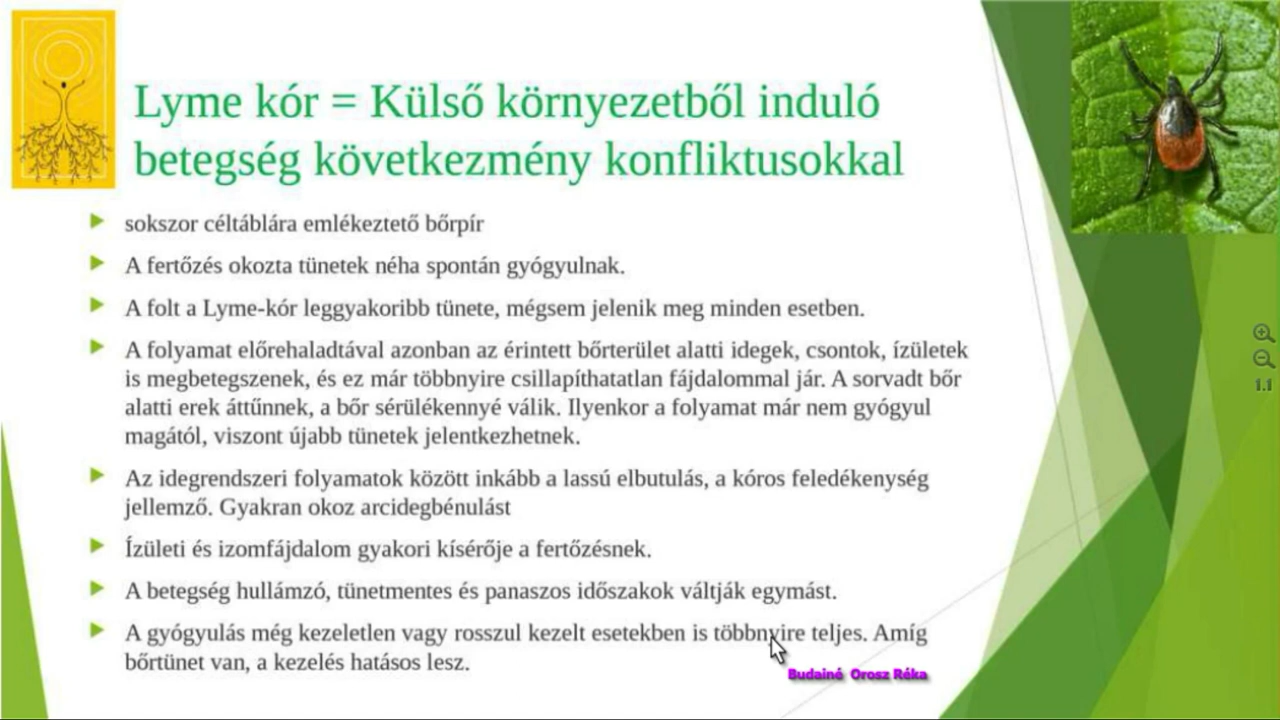 Lyme kór = Külső környezetből induló
betegség következmény konfliktusokkal
sokszor céltáblára emlékeztető bőrpír
A fertőzés okozta tünetek néha spontán gyógyulnak.
A folt a Lyme-kór leggyakoribb tünete, mégsem jelenik meg minden esetben.
A folyamat előrehaladtával azonban az érintett bőrterület alatti idegek, csontok, ízületek
is megbetegszenek, és ez már többnyire csillapíthatatlan fájdalommal jár. A sorvadt bőr
alatti erek áttűnnek, a bőr sérülékennyé válik. Ilyenkor a folyamat már nem gyógyul
magától, viszont újabb tünetek jelentkezhetnek.
Az idegrendszeri folyamatok között inkább a lassú elbutulás, a kóros feledékenység
jellemző. Gyakran okoz arcidegbénulást
Ízületi és izomfájdalom gyakori kísérője a fertőzésnek.
A betegség hullámzó, tünetmentes és panaszos időszakok váltják egymást.
A gyógyulás még kezeletlen vagy rosszul kezelt esetekben is többnyire teljes. Amíg
bőrtünet van, a kezelés hatásos lesz.
Budainé Orosz Réka
1.1